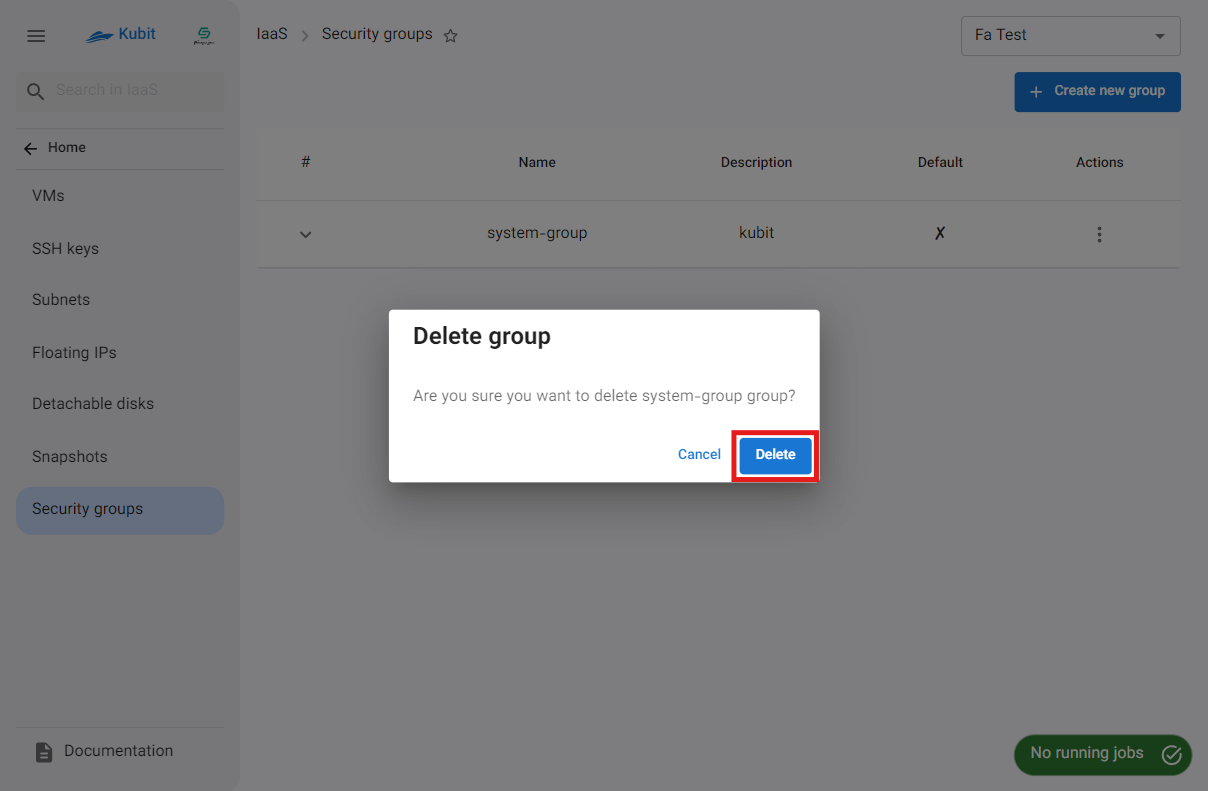 Kubit
IaaS
Security groups
Fa Test
Search in IaaS
Create new group
Home
#
Name
Description
Default
Actions
VMs
system-group
kubit
✗
SSH keys
Subnets
Floating IPs
Detachable disks
Snapshots
Security groups
Delete group
Are you sure you want to delete system-group group?
Cancel
Delete
Documentation
No running jobs